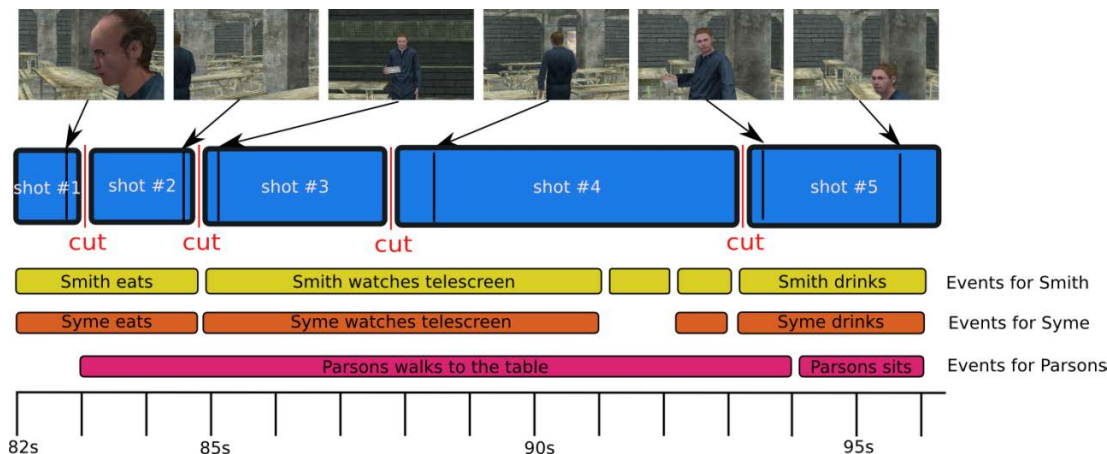 shot #1 shot #2 shot #3 shot #4 shot #5
cut cut cut cut
Smith eats Smith watches telescreen Smith drinks Events for Smith
Syme eats Syme watches telescreen Syme drinks Events for Syme
Parsons walks to the table Parsons sits Events for Parsons
82s 85s 90s 95s